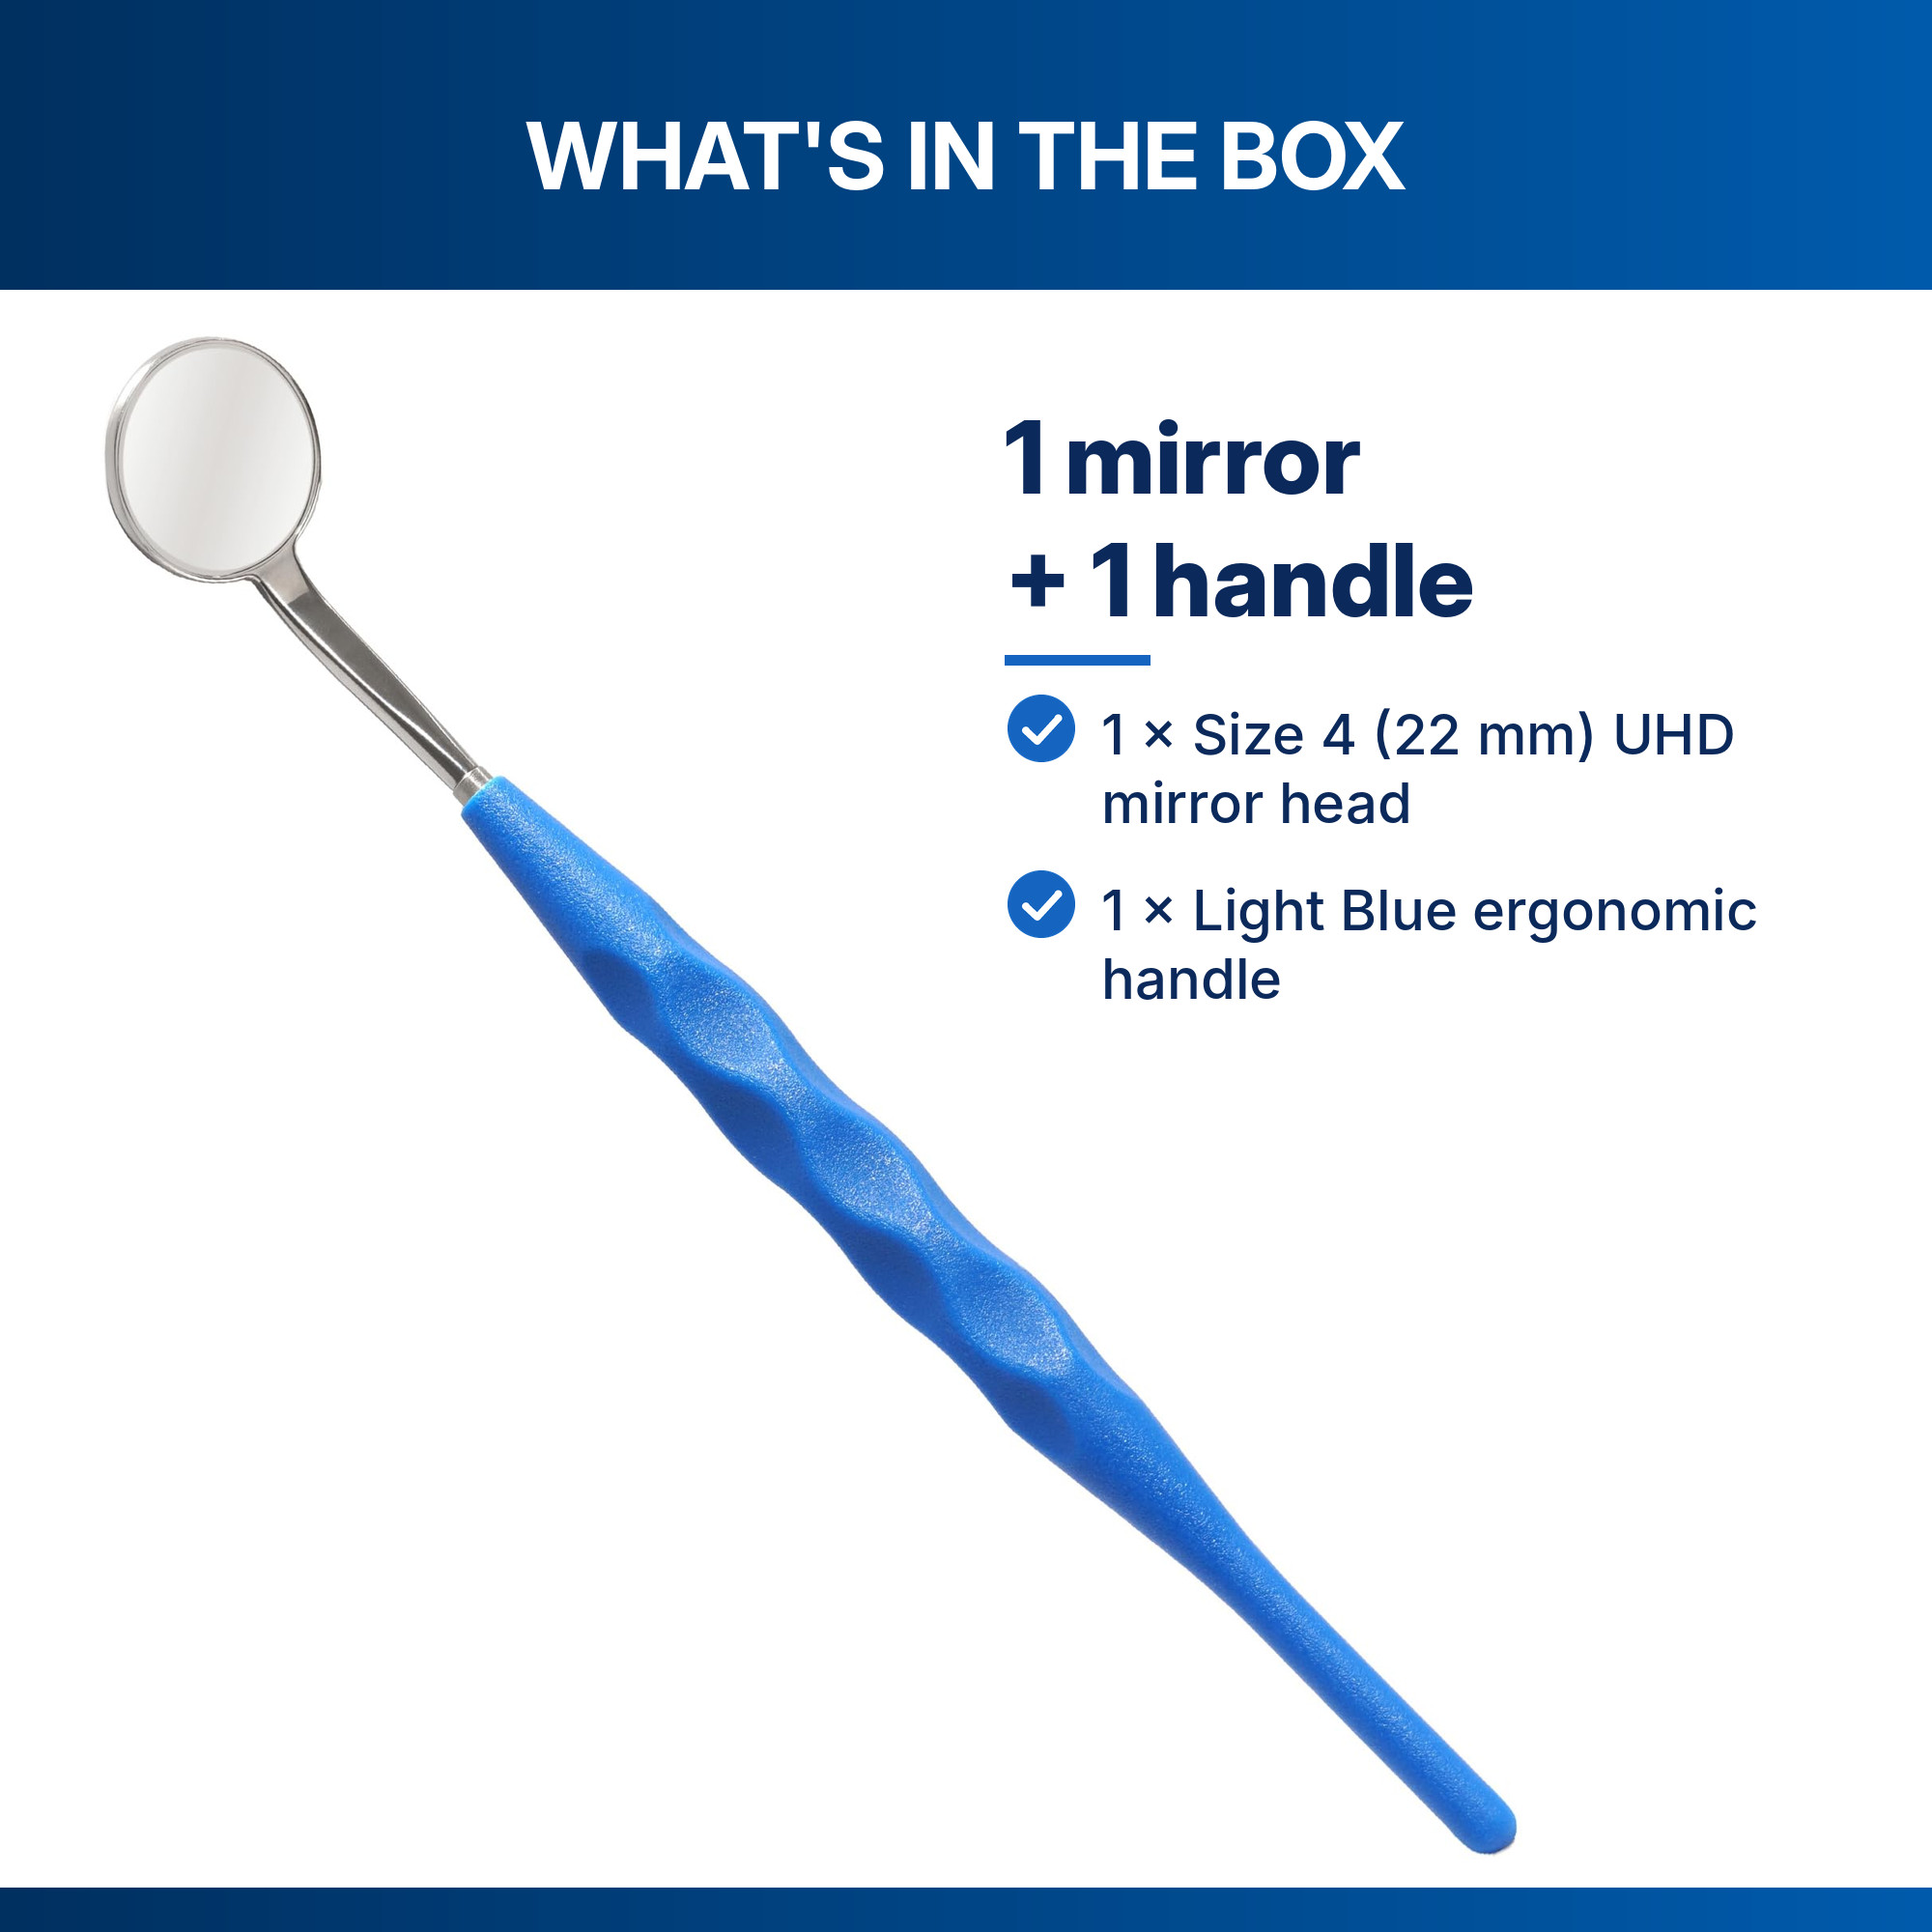 WHAT'S IN THE BOX
1 mirror
+ 1 handle
1 × Size 4 (22 mm) UHD
mirror head
1 × Light Blue ergonomic
handle